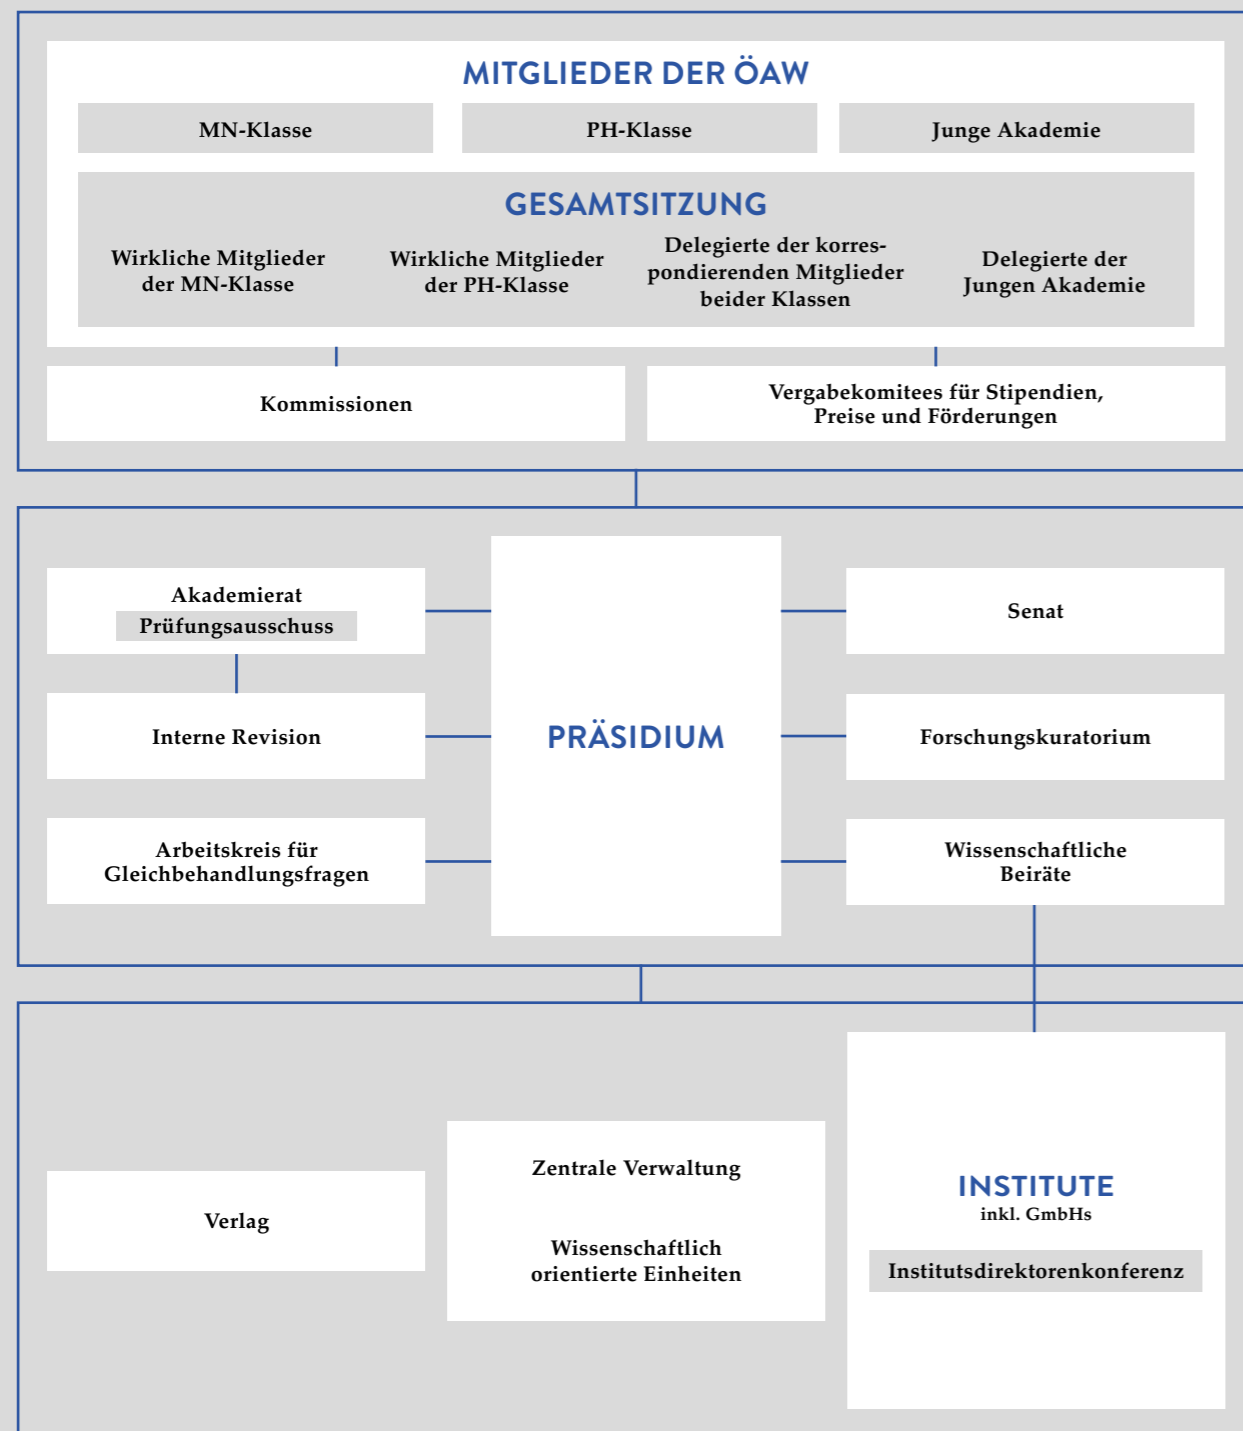 MITGLIEDER DER ÖAW
MN-Klasse
PH-Klasse
Junge Akademie
GESAMTSITZUNG
Wirkliche Mitglieder
der MN-Klasse
Wirkliche Mitglieder
der PH-Klasse
Delegierte der korres-
pondierenden Mitglieder
beider Klassen
Delegierte der
Jungen Akademie
Kommissionen
Vergabekomitees für Stipendien,
Preise und Förderungen
Akademierat
Prüfungsausschuss
Interne Revision
Arbeitskreis für
Gleichbehandlungsfragen
PRÄSIDIUM
Senat
Forschungskuratorium
Wissenschaftliche
Beiräte
Verlag
Zentrale Verwaltung
Wissenschaftlich
orientierte Einheiten
INSTITUTE
inkl. GmbHs
Institutsdirektorenkonferenz